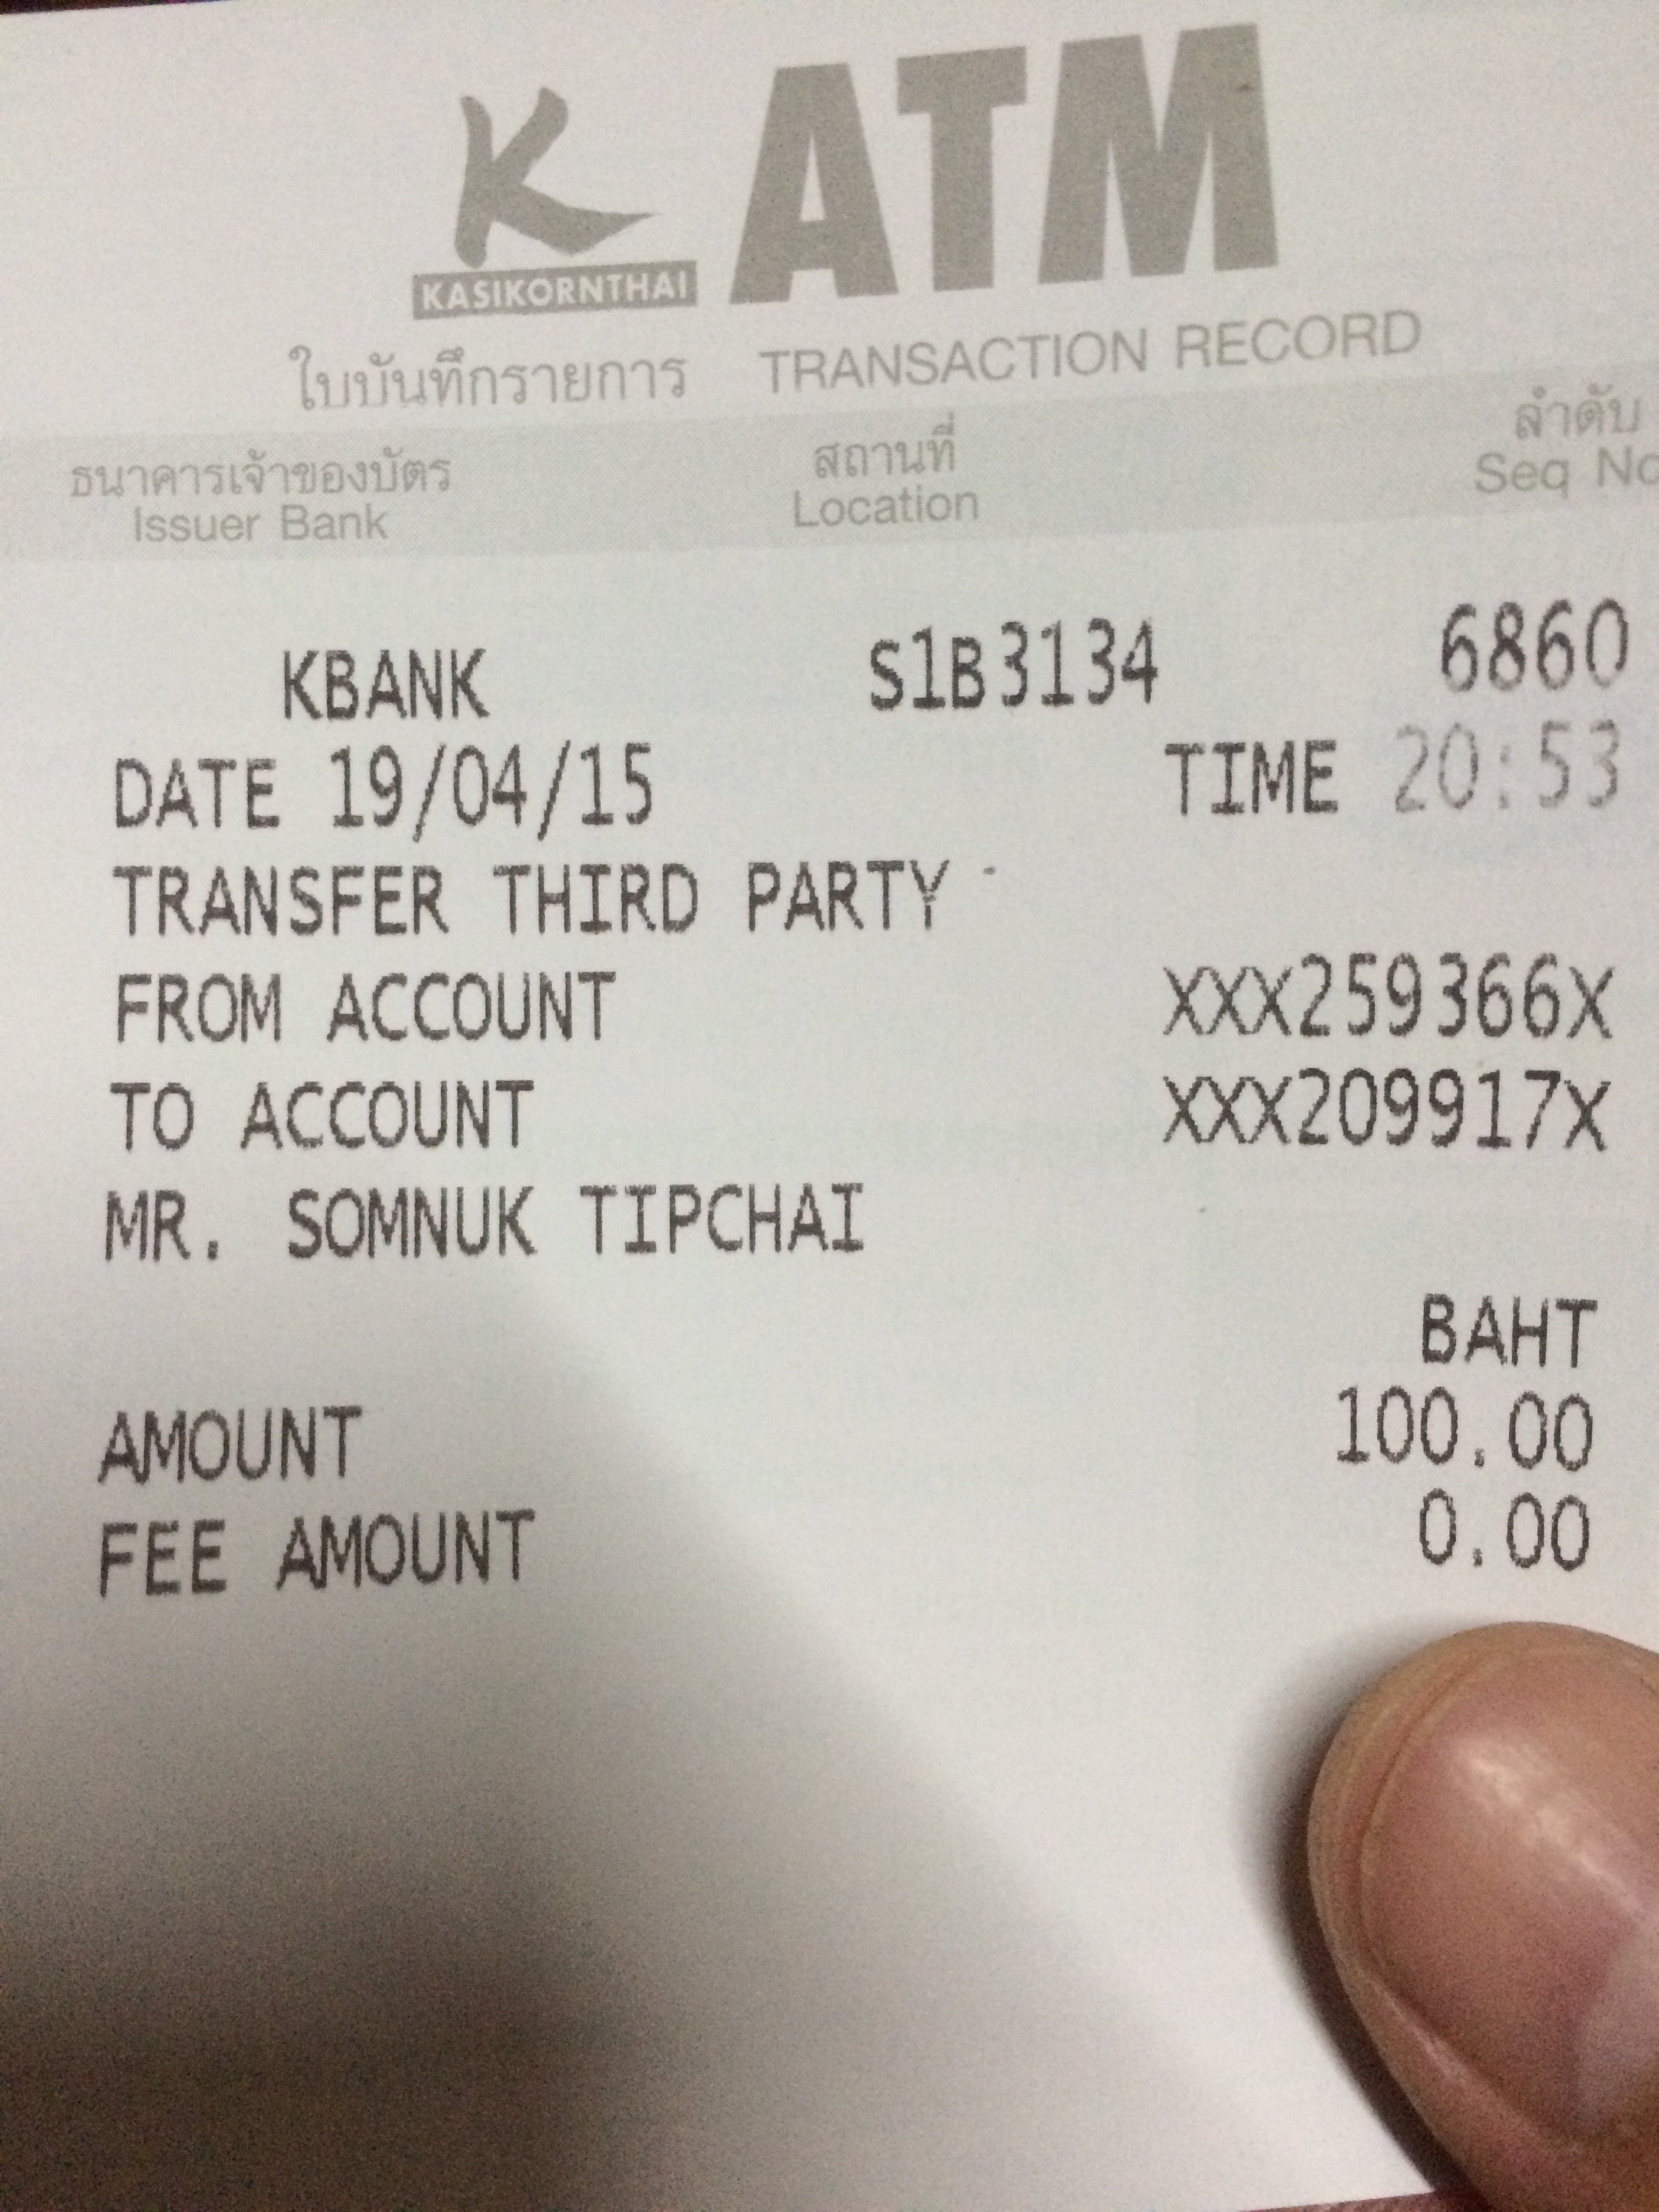 K ATM
KASIKORNTHAI
ใบบันทึกรายการ TRANSACTION RECORD
ธนาคารเจ้าของบัตร สถานที่ ลำดับ
Issuer Bank Location Seq No
KBANK S1B3134 6860
DATE 19/04/15 TIME 20:53
TRANSFER THIRD PARTY
FROM ACCOUNT XXX259366X
TO ACCOUNT XXX209917X
MR. SOMNUK TIPCHAI
BAHT
AMOUNT 100.00
FEE AMOUNT 0.00